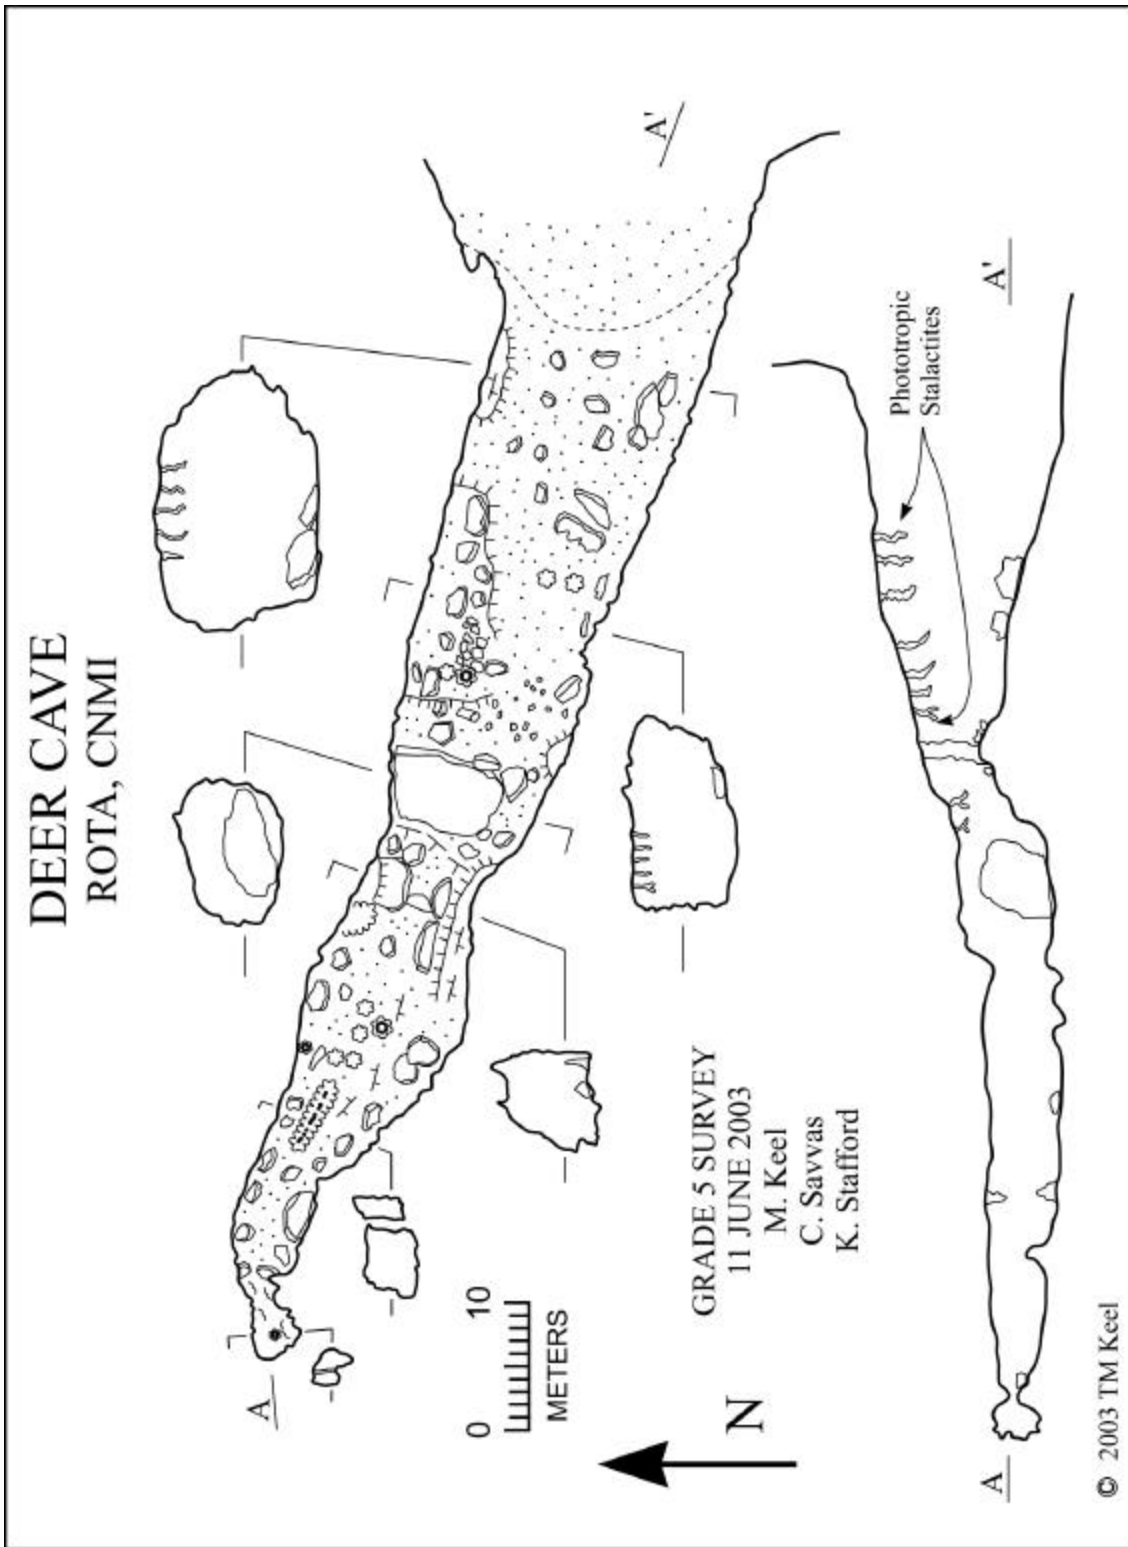 DEER CAVE
ROTA, CNMI
A'
Phototropic
Stalactites
A'
A
0 10
METERS
GRADE 5 SURVEY
11 JUNE 2003
M. Keel
C. Savvas
K. Stafford
N
A
© 2003 TM Keel